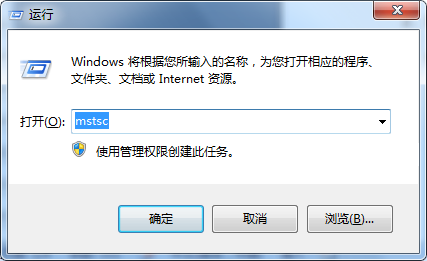 运行
Windows 将根据您所输入的名称，为您打开相应的程序、
文件夹、文档或 Internet 资源。
打开(O): mstsc
使用管理权限创建此任务。
确定 取消 浏览(B)...